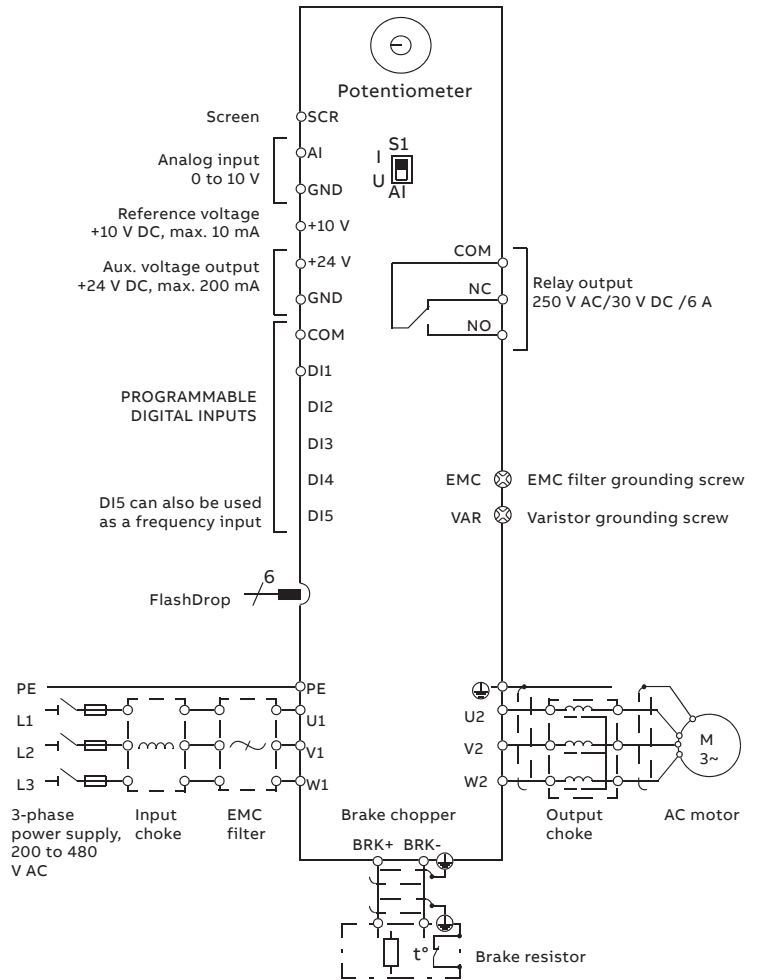 Potentiometer
Screen
SCR
Analog input
0 to 10 V
AI
GND
S1
I
U
AI
Reference voltage
+10 V DC, max. 10 mA
+10 V
Aux. voltage output
+24 V DC, max. 200 mA
+24 V
GND
COM
NC
NO
Relay output
250 V AC/30 V DC /6 A
COM
DI1
PROGRAMMABLE
DIGITAL INPUTS
DI2
DI3
DI4
DI5 can also be used
as a frequency input
DI5
EMC
EMC filter grounding screw
VAR
Varistor grounding screw
FlashDrop
6
PE
PE
L1
U1
U2
L2
V1
V2
L3
W1
W2
M
3~
3-phase
power supply,
200 to 480
V AC
Input
choke
EMC
filter
Brake chopper
Output
choke
AC motor
BRK+ BRK-
t°
Brake resistor